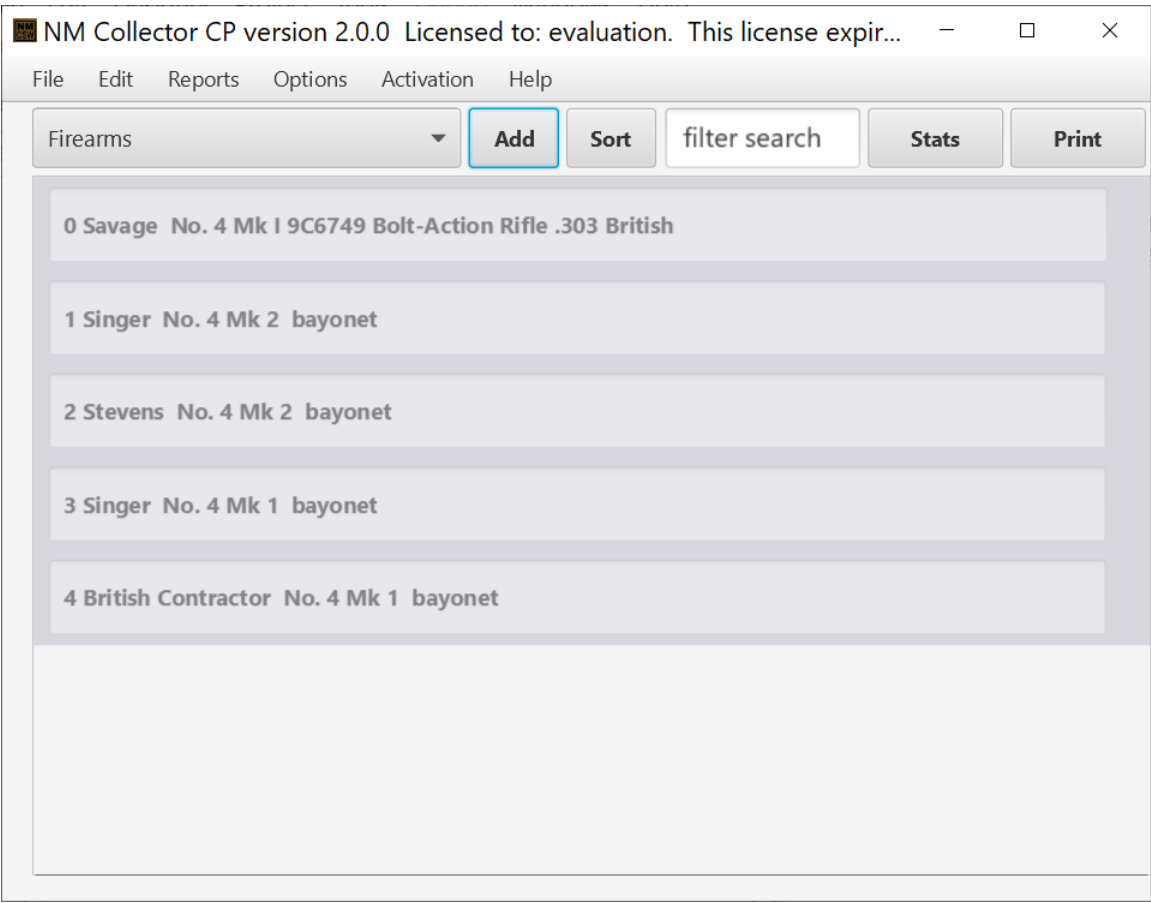 NM Collector CP version 2.0.0 Licensed to: evaluation. This license expir...
File Edit Reports Options Activation Help
Firearms Add Sort filter search Stats Print
0 Savage No. 4 Mk I 9C6749 Bolt-Action Rifle .303 British
1 Singer No. 4 Mk 2 bayonet
2 Stevens No. 4 Mk 2 bayonet
3 Singer No. 4 Mk 1 bayonet
4 British Contractor No. 4 Mk 1 bayonet